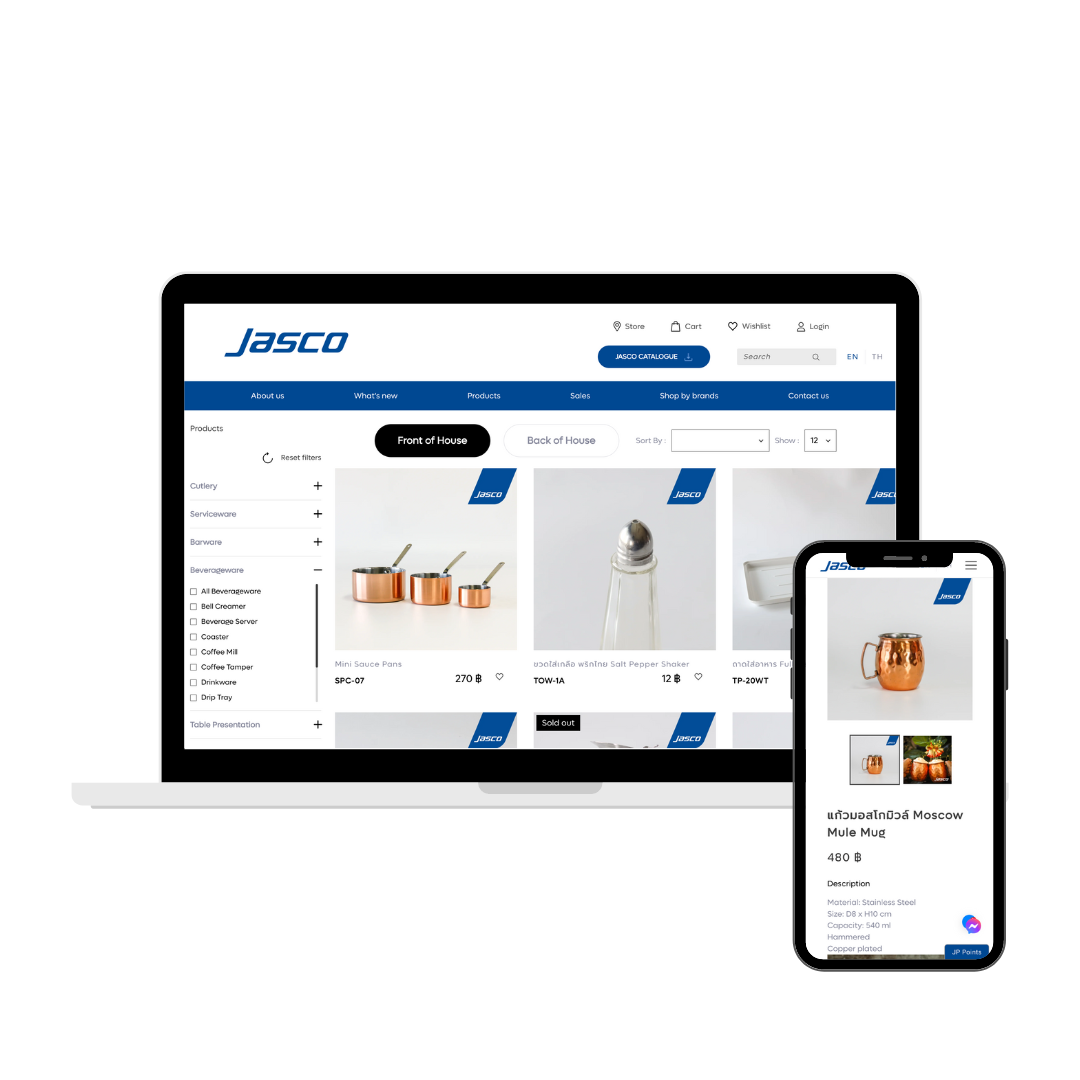 Jasco
Store Cart Wishlist Login
JASCO CATALOGUE Search EN TH
About us What's new Products Sales Shop by brands Contact us
Products
Reset filters
Cutlery
Serviceware
Barware
Beverageware
All Beverageware
Bell Creamer
Beverage Server
Coaster
Coffee Mill
Coffee Tamper
Drinkware
Drip Tray
Table Presentation
Front of House Back of House Sort By : Show : 12
Jasco
Jasco
Jasco
Mini Sauce Pans
SPC-07 270 ฿
ขวดใส่เกลือ พริกไทย Salt Pepper Shaker
TOW-1A 12 ฿
ถาดใส่อาหาร Ful
TP-20WT
Jasco
Sold out Jasco
Jasco
Jasco
Jasco
แก้วมอสโกมิวล์ Moscow
Mule Mug
480 ฿
Description
Material: Stainless Steel
Size: D8 x H10 cm
Capacity: 540 ml
Hammered
Copper plated
JP Points